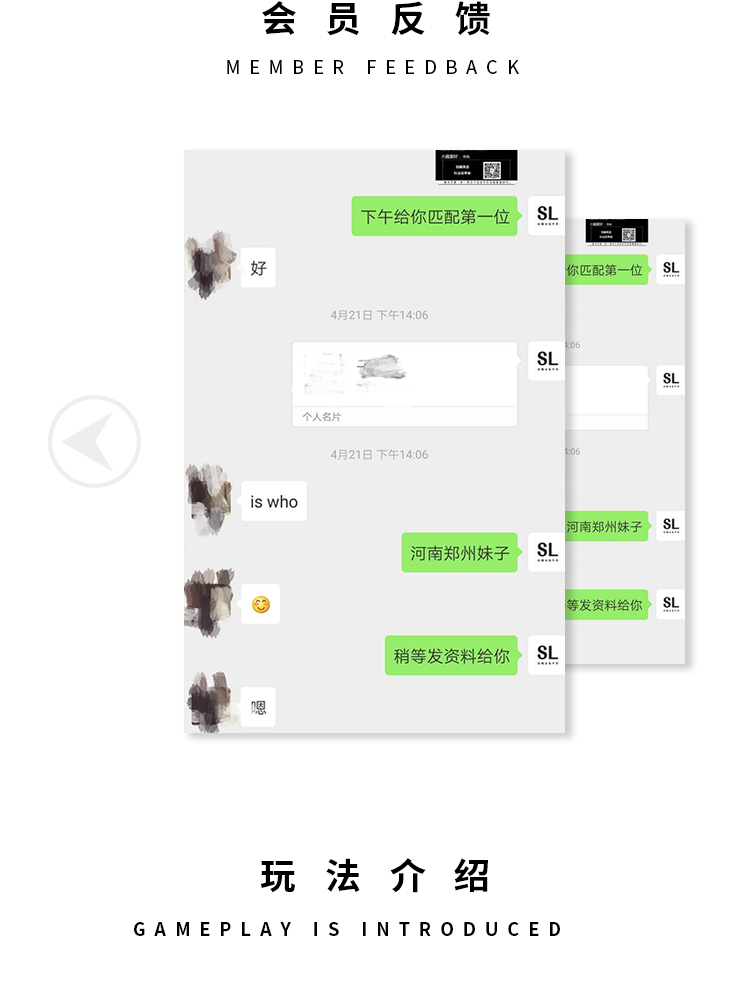 会员反馈
MEMBER FEEDBACK
下午给你匹配第一位
SL
好
4月21日 下午14:06
SL
个人名片
4月21日 下午14:06
is who
河南郑州妹子
SL
稍等发资料给你
SL
嗯
你匹配第一位
SL
4:06
SL
4:06
河南郑州妹子
SL
等发资料给你
SL
玩法介绍
GAMEPLAY IS INTRODUCED